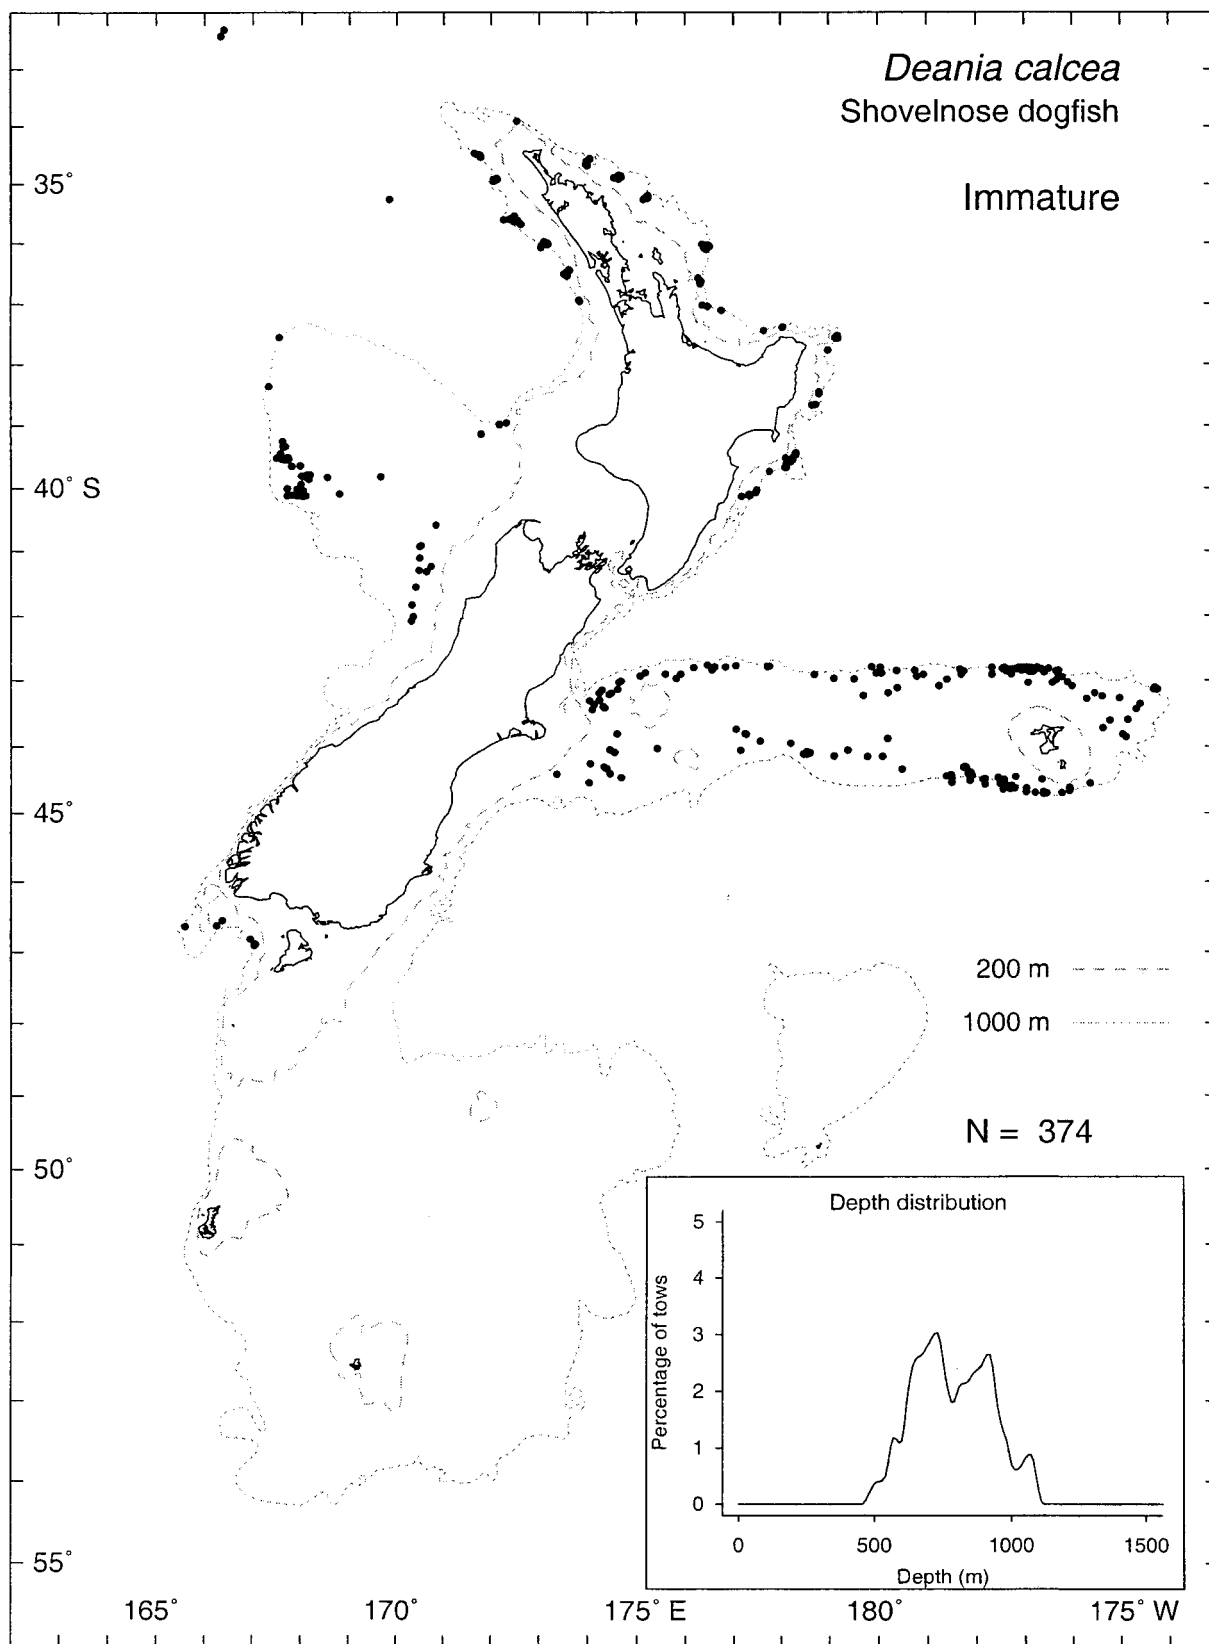 Deania calcea
Shovelnose dogfish
Immature
35°
40° S
45°
200 m
1000 m
N = 374
50°
Depth distribution
5
4
3
2
1
0
Percentage of tows
0 500 1000 1500
Depth (m)
55°
165° 170° 175° E 180° 175° W